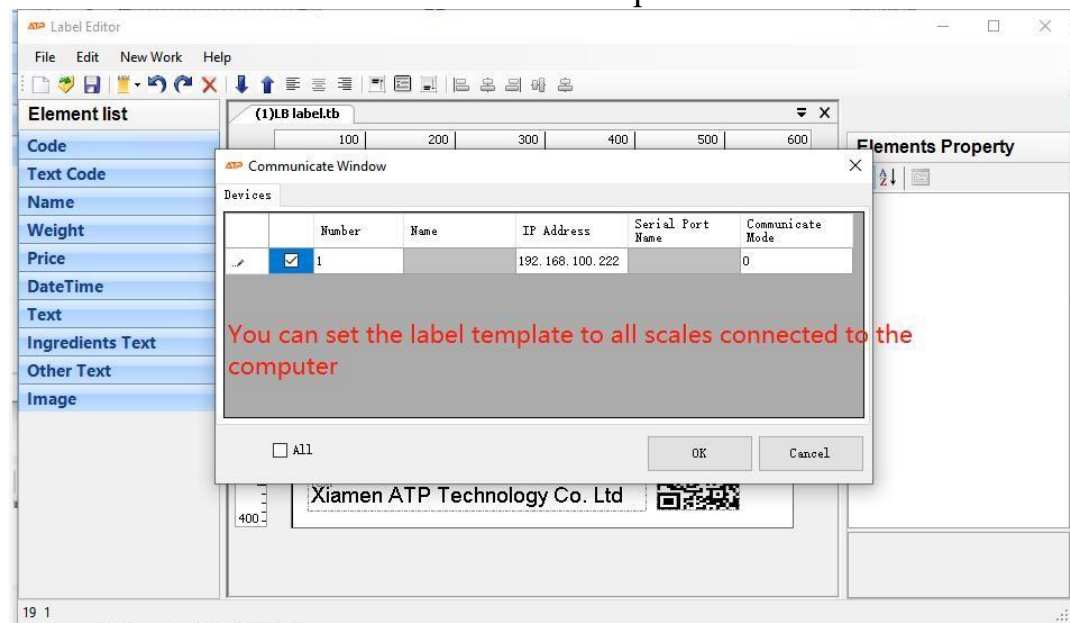 ATP Label Editor
File Edit New Work Help
Element list
(1)LB label.tb
100 200 300 400 500 600
Elements Property
Code
Text Code
Name
Weight
Price
DateTime
Text
Ingredients Text
Other Text
Image
ATP Communicate Window
Devices
Number Name IP Address Serial Port Name Communicate Mode
1 192.168.100.222 0
You can set the label template to all scales connected to the
computer
All
OK Cancel
Xiamen ATP Technology Co. Ltd
400
19 1